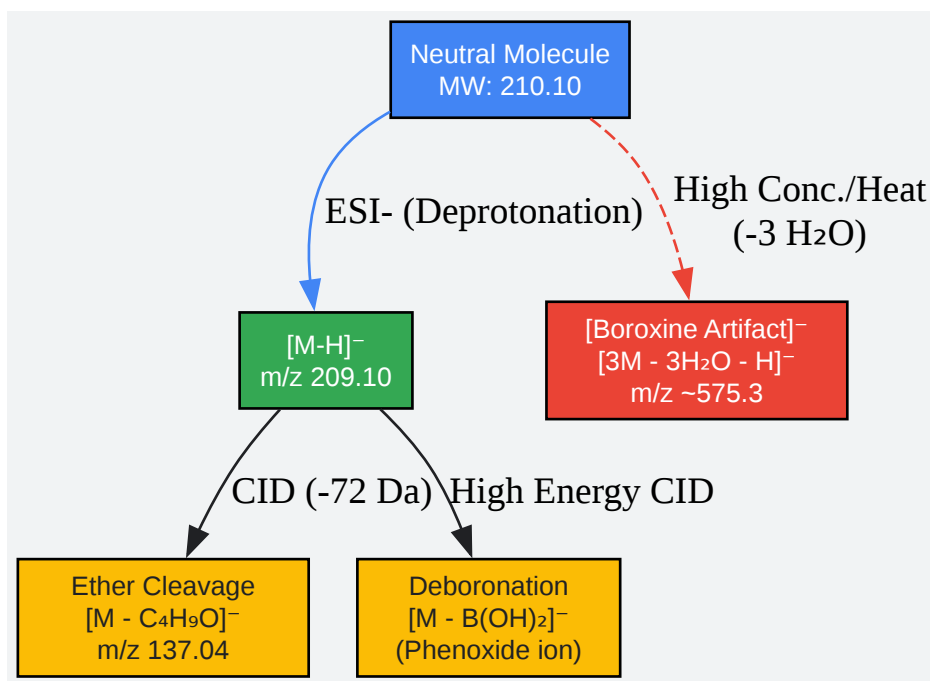 Neutral Molecule
MW: 210.10
ESI- (Deprotonation)
High Conc./Heat
(-3 H₂O)
[M-H]⁻
m/z 209.10
[Boroxine Artifact]⁻
[3M - 3H₂O - H]⁻
m/z ~575.3
CID (-72 Da)
High Energy CID
Ether Cleavage
[M - C₄H₉O]⁻
m/z 137.04
Deboronation
[M - B(OH)₂]⁻
(Phenoxide ion)